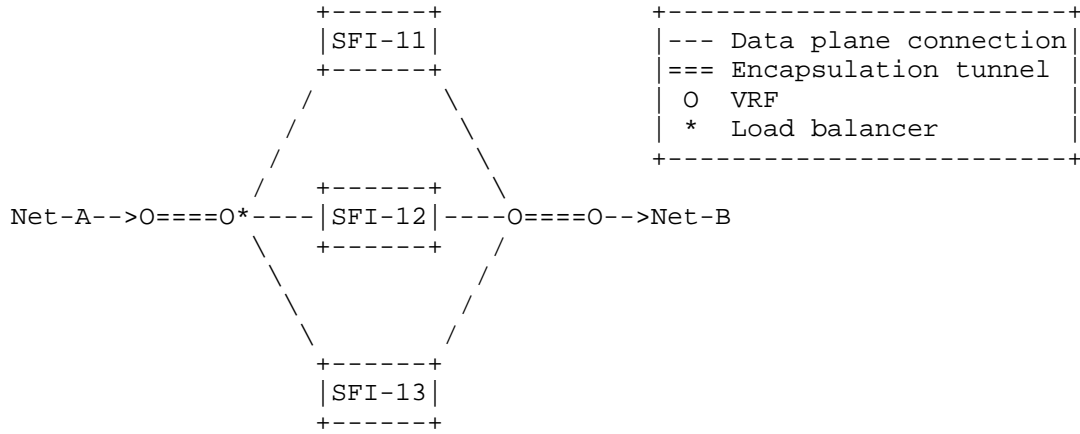 SFI-11
--- Data plane connection
=== Encapsulation tunnel
O VRF
* Load balancer
Net-A-->O====O*----|SFI-12|----O====O-->Net-B
SFI-13